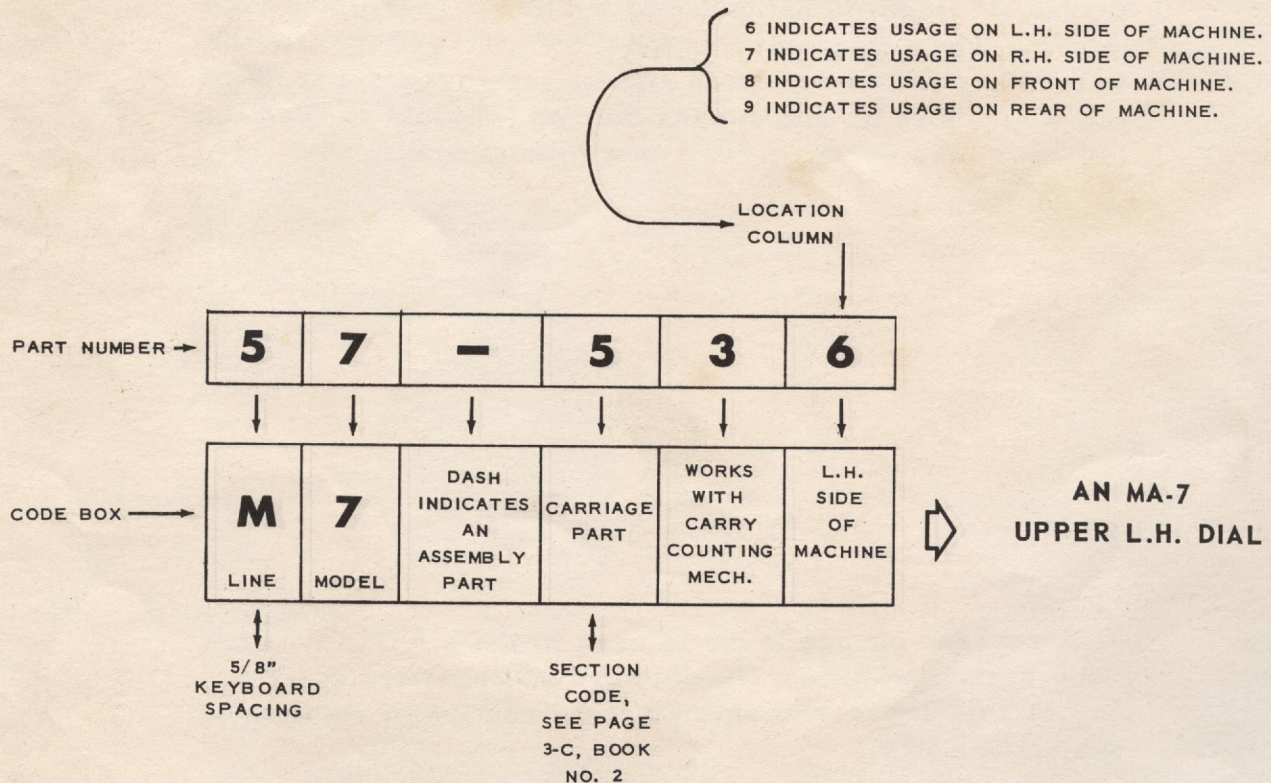 6 INDICATES USAGE ON L.H. SIDE OF MACHINE.
7 INDICATES USAGE ON R.H. SIDE OF MACHINE.
8 INDICATES USAGE ON FRONT OF MACHINE.
9 INDICATES USAGE ON REAR OF MACHINE.
LOCATION
COLUMN
PART NUMBER
5 7 – 5 3 6
CODE BOX
M
LINE
7
MODEL
DASH
INDICATES
AN
ASSEMBLY
PART
CARRIAGE
PART
WORKS
WITH
CARRY
COUNTING
MECH.
L.H.
SIDE
OF
MACHINE
AN MA-7
UPPER L.H. DIAL
5/8"
KEYBOARD
SPACING
SECTION
CODE,
SEE PAGE
3-C, BOOK
NO. 2